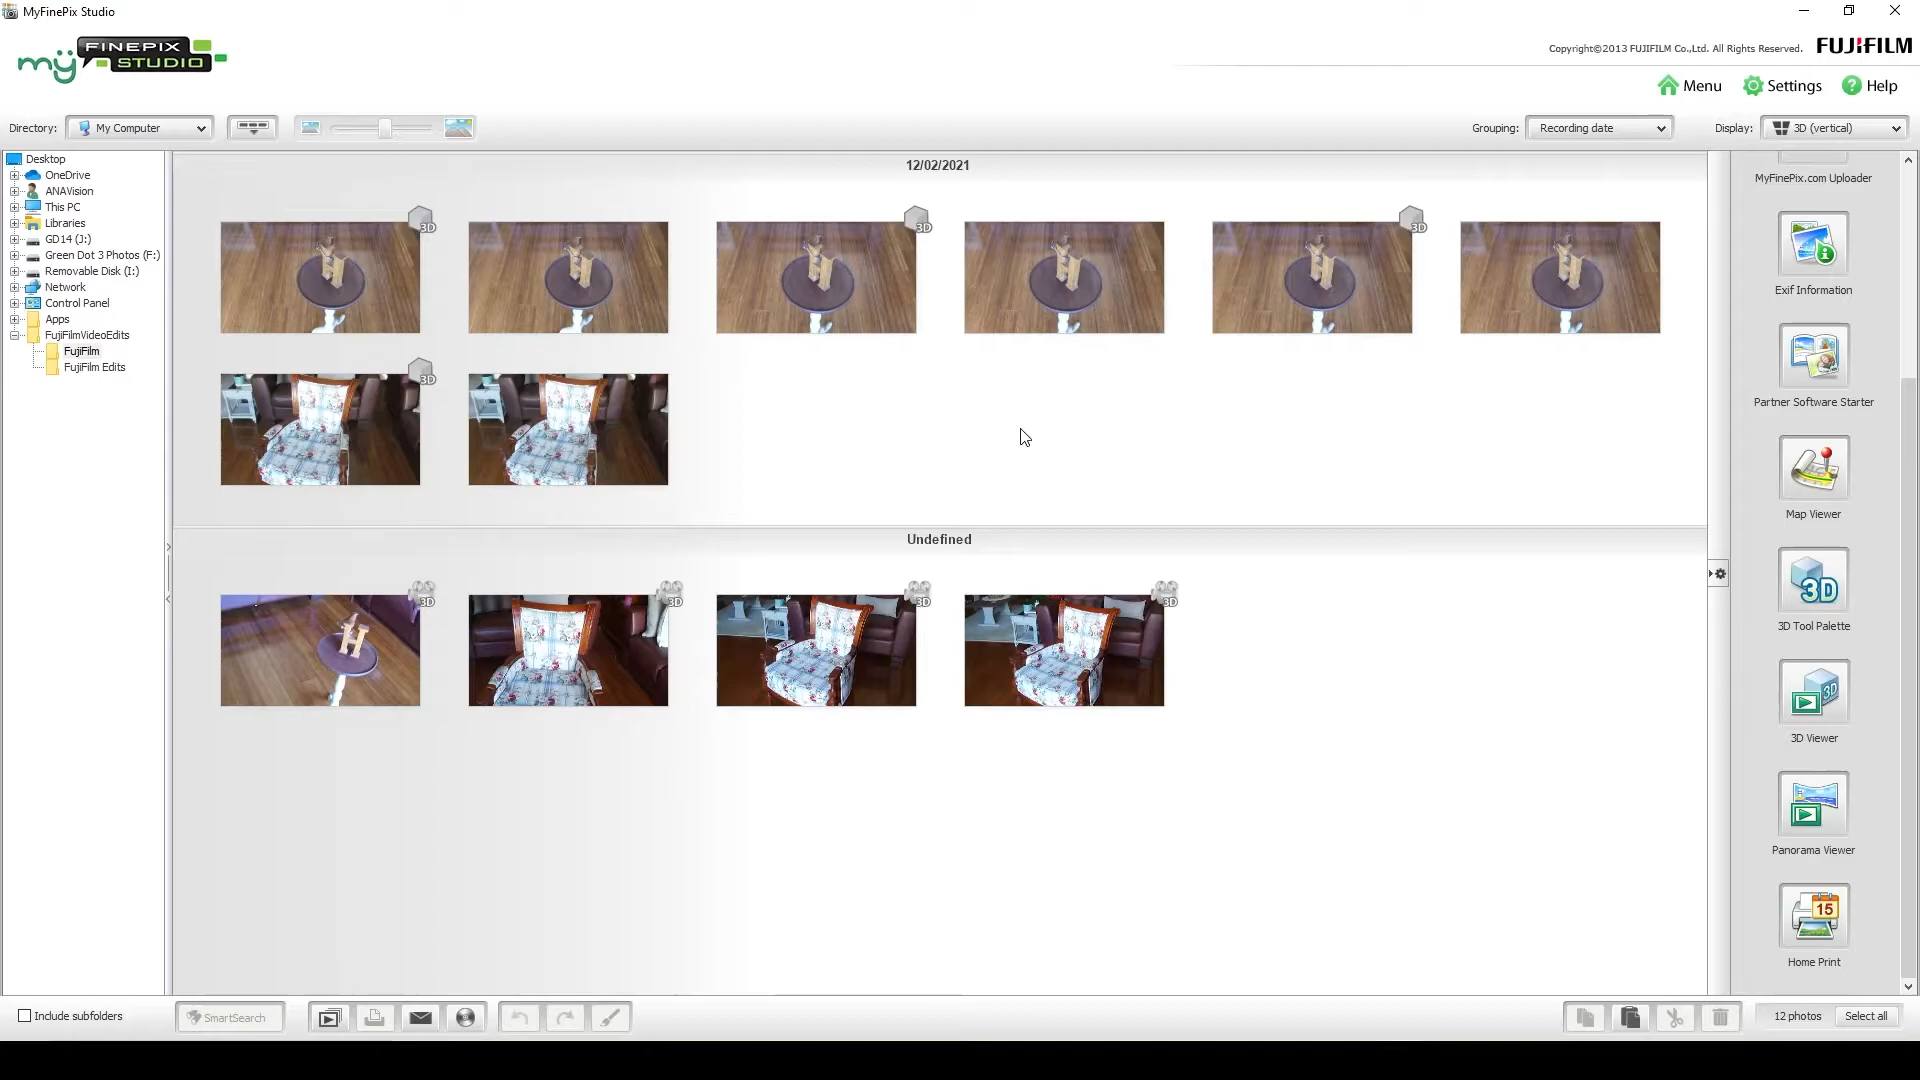 MyFinePix Studio
my FINEPIX STUDIO
Copyright©2013 FUJIFILM Co.,Ltd. All Rights Reserved. FUJIFILM
Menu Settings Help
Directory: My Computer Grouping: Recording date Display: 3D (vertical)
Desktop
OneDrive
ANAVision
This PC
Libraries
GD14 (J:)
Green Dot 3 Photos (F:)
Removable Disk (I:)
Network
Control Panel
Apps
FujiFilmVideoEdits
FujiFilm
FujiFilm Edits
12/02/2021
3D 3D 3D
3D
Undefined
3D 3D 3D 3D
MyFinePix.com Uploader
Exif Information
Partner Software Starter
Map Viewer
3D
3D Tool Palette
3D
3D Viewer
Panorama Viewer
15
Home Print
Include subfolders SmartSearch 12 photos Select all